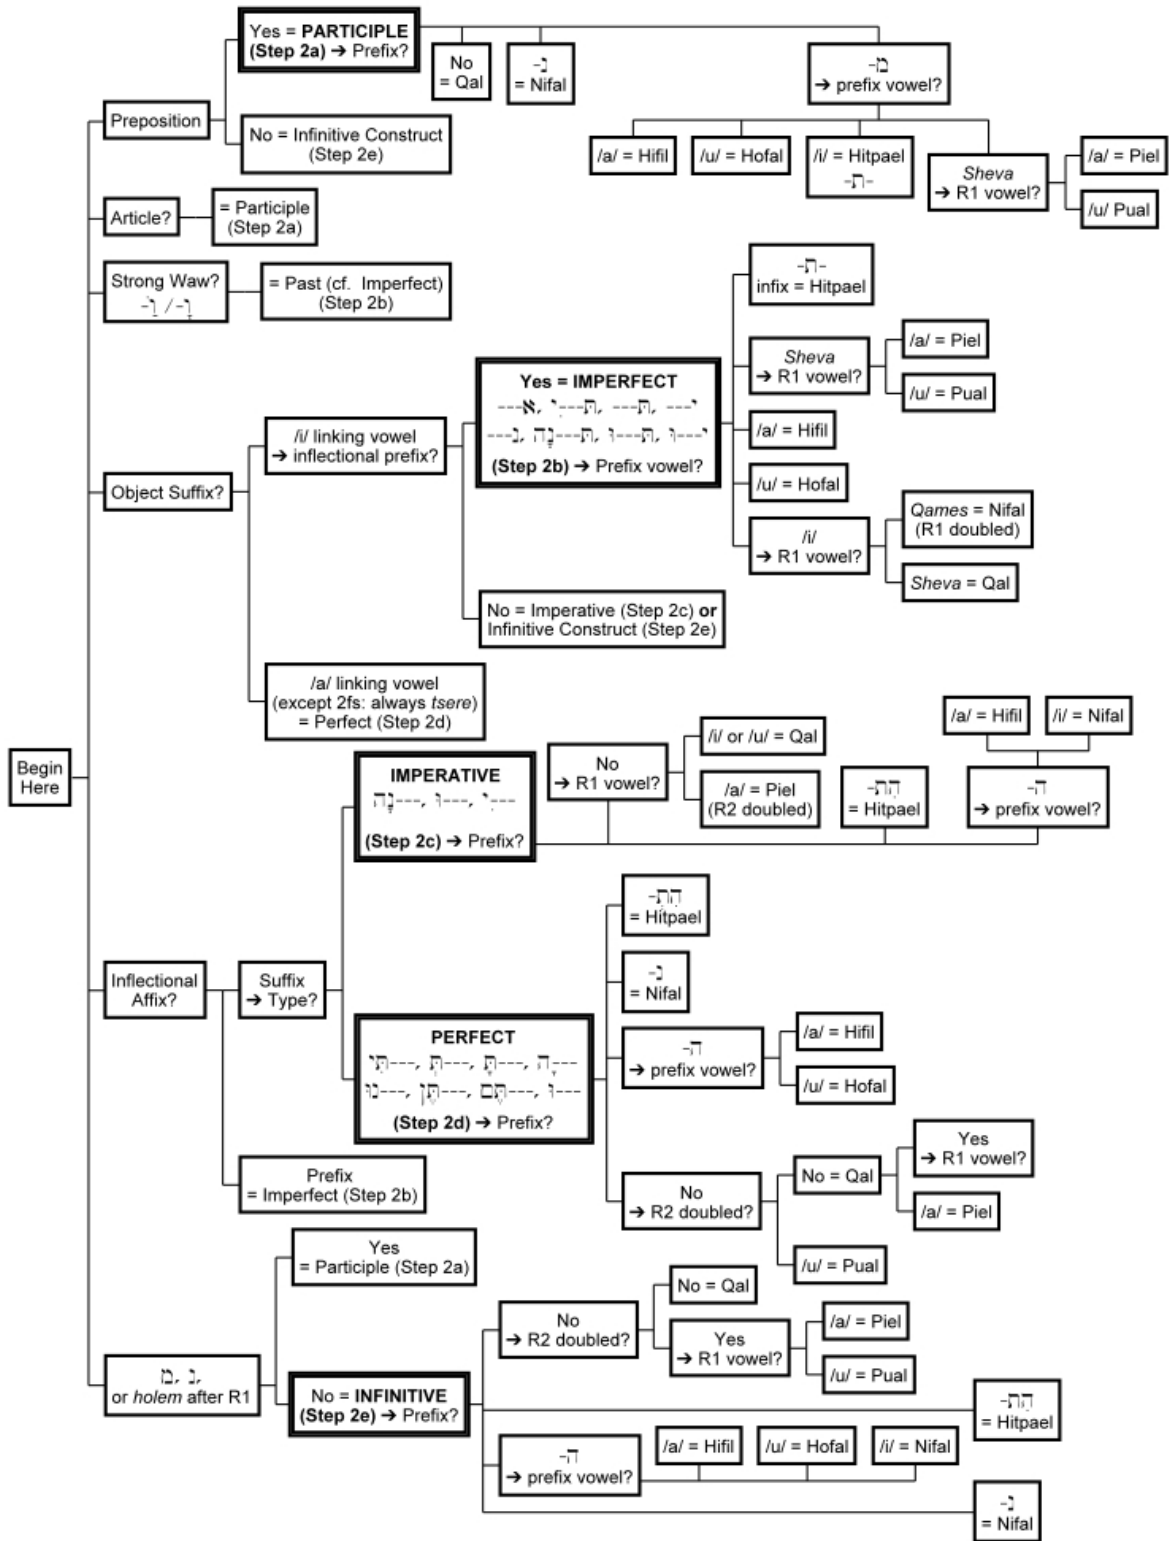 Yes = PARTICIPLE
(Step 2a) ➔ Prefix?
No
= Qal
נִ-
= Nifal
מ-
➔ prefix vowel?
Preposition
No = Infinitive Construct
(Step 2e)
/a/ = Hifil
/u/ = Hofal
/i/ = Hitpael
-ת-
Sheva
➔ R1 vowel?
/a/ = Piel
/u/ Pual
Article?
= Participle
(Step 2a)
Strong Waw?
וַ- / וָ-
= Past (cf. Imperfect)
(Step 2b)
-ת-
infix = Hitpael
Sheva
➔ R1 vowel?
/a/ = Piel
/u/ = Pual
Yes = IMPERFECT
י---, תּ---, תּ---ִי, א---
י---וּ, תּ---וּ, תּ---נָה, נ---
(Step 2b) ➔ Prefix vowel?
/a/ = Hifil
/u/ = Hofal
/i/
➔ R1 vowel?
Qames = Nifal
(R1 doubled)
Sheva = Qal
Object Suffix?
/i/ linking vowel
➔ inflectional prefix?
No = Imperative (Step 2c) or
Infinitive Construct (Step 2e)
/a/ linking vowel
(except 2fs: always tsere)
= Perfect (Step 2d)
Begin
Here
IMPERATIVE
---ִי, ---וּ, ---נָה
(Step 2c) ➔ Prefix?
No
➔ R1 vowel?
/i/ or /u/ = Qal
/a/ = Piel
(R2 doubled)
הִת-
= Hitpael
/a/ = Hifil
/i/ = Nifal
ה-
➔ prefix vowel?
Inflectional
Affix?
Suffix
➔ Type?
PERFECT
---ָה, ---תָּ, ---תְּ, ---תִּי
---וּ, ---תֶּם, ---תֶּן, ---נוּ
(Step 2d) ➔ Prefix?
הִתְ-
= Hitpael
נִ-
= Nifal
ה-
➔ prefix vowel?
/a/ = Hifil
/u/ = Hofal
No
➔ R2 doubled?
No = Qal
Yes
➔ R1 vowel?
/a/ = Piel
/u/ = Pual
Prefix
= Imperfect (Step 2b)
מ, נ,
or holem after R1
Yes
= Participle (Step 2a)
No = INFINITIVE
(Step 2e) ➔ Prefix?
No
➔ R2 doubled?
No = Qal
Yes
➔ R1 vowel?
/a/ = Piel
/u/ = Pual
הִת-
= Hitpael
ה-
➔ prefix vowel?
/a/ = Hifil
/u/ = Hofal
/i/ = Nifal
נִ-
= Nifal